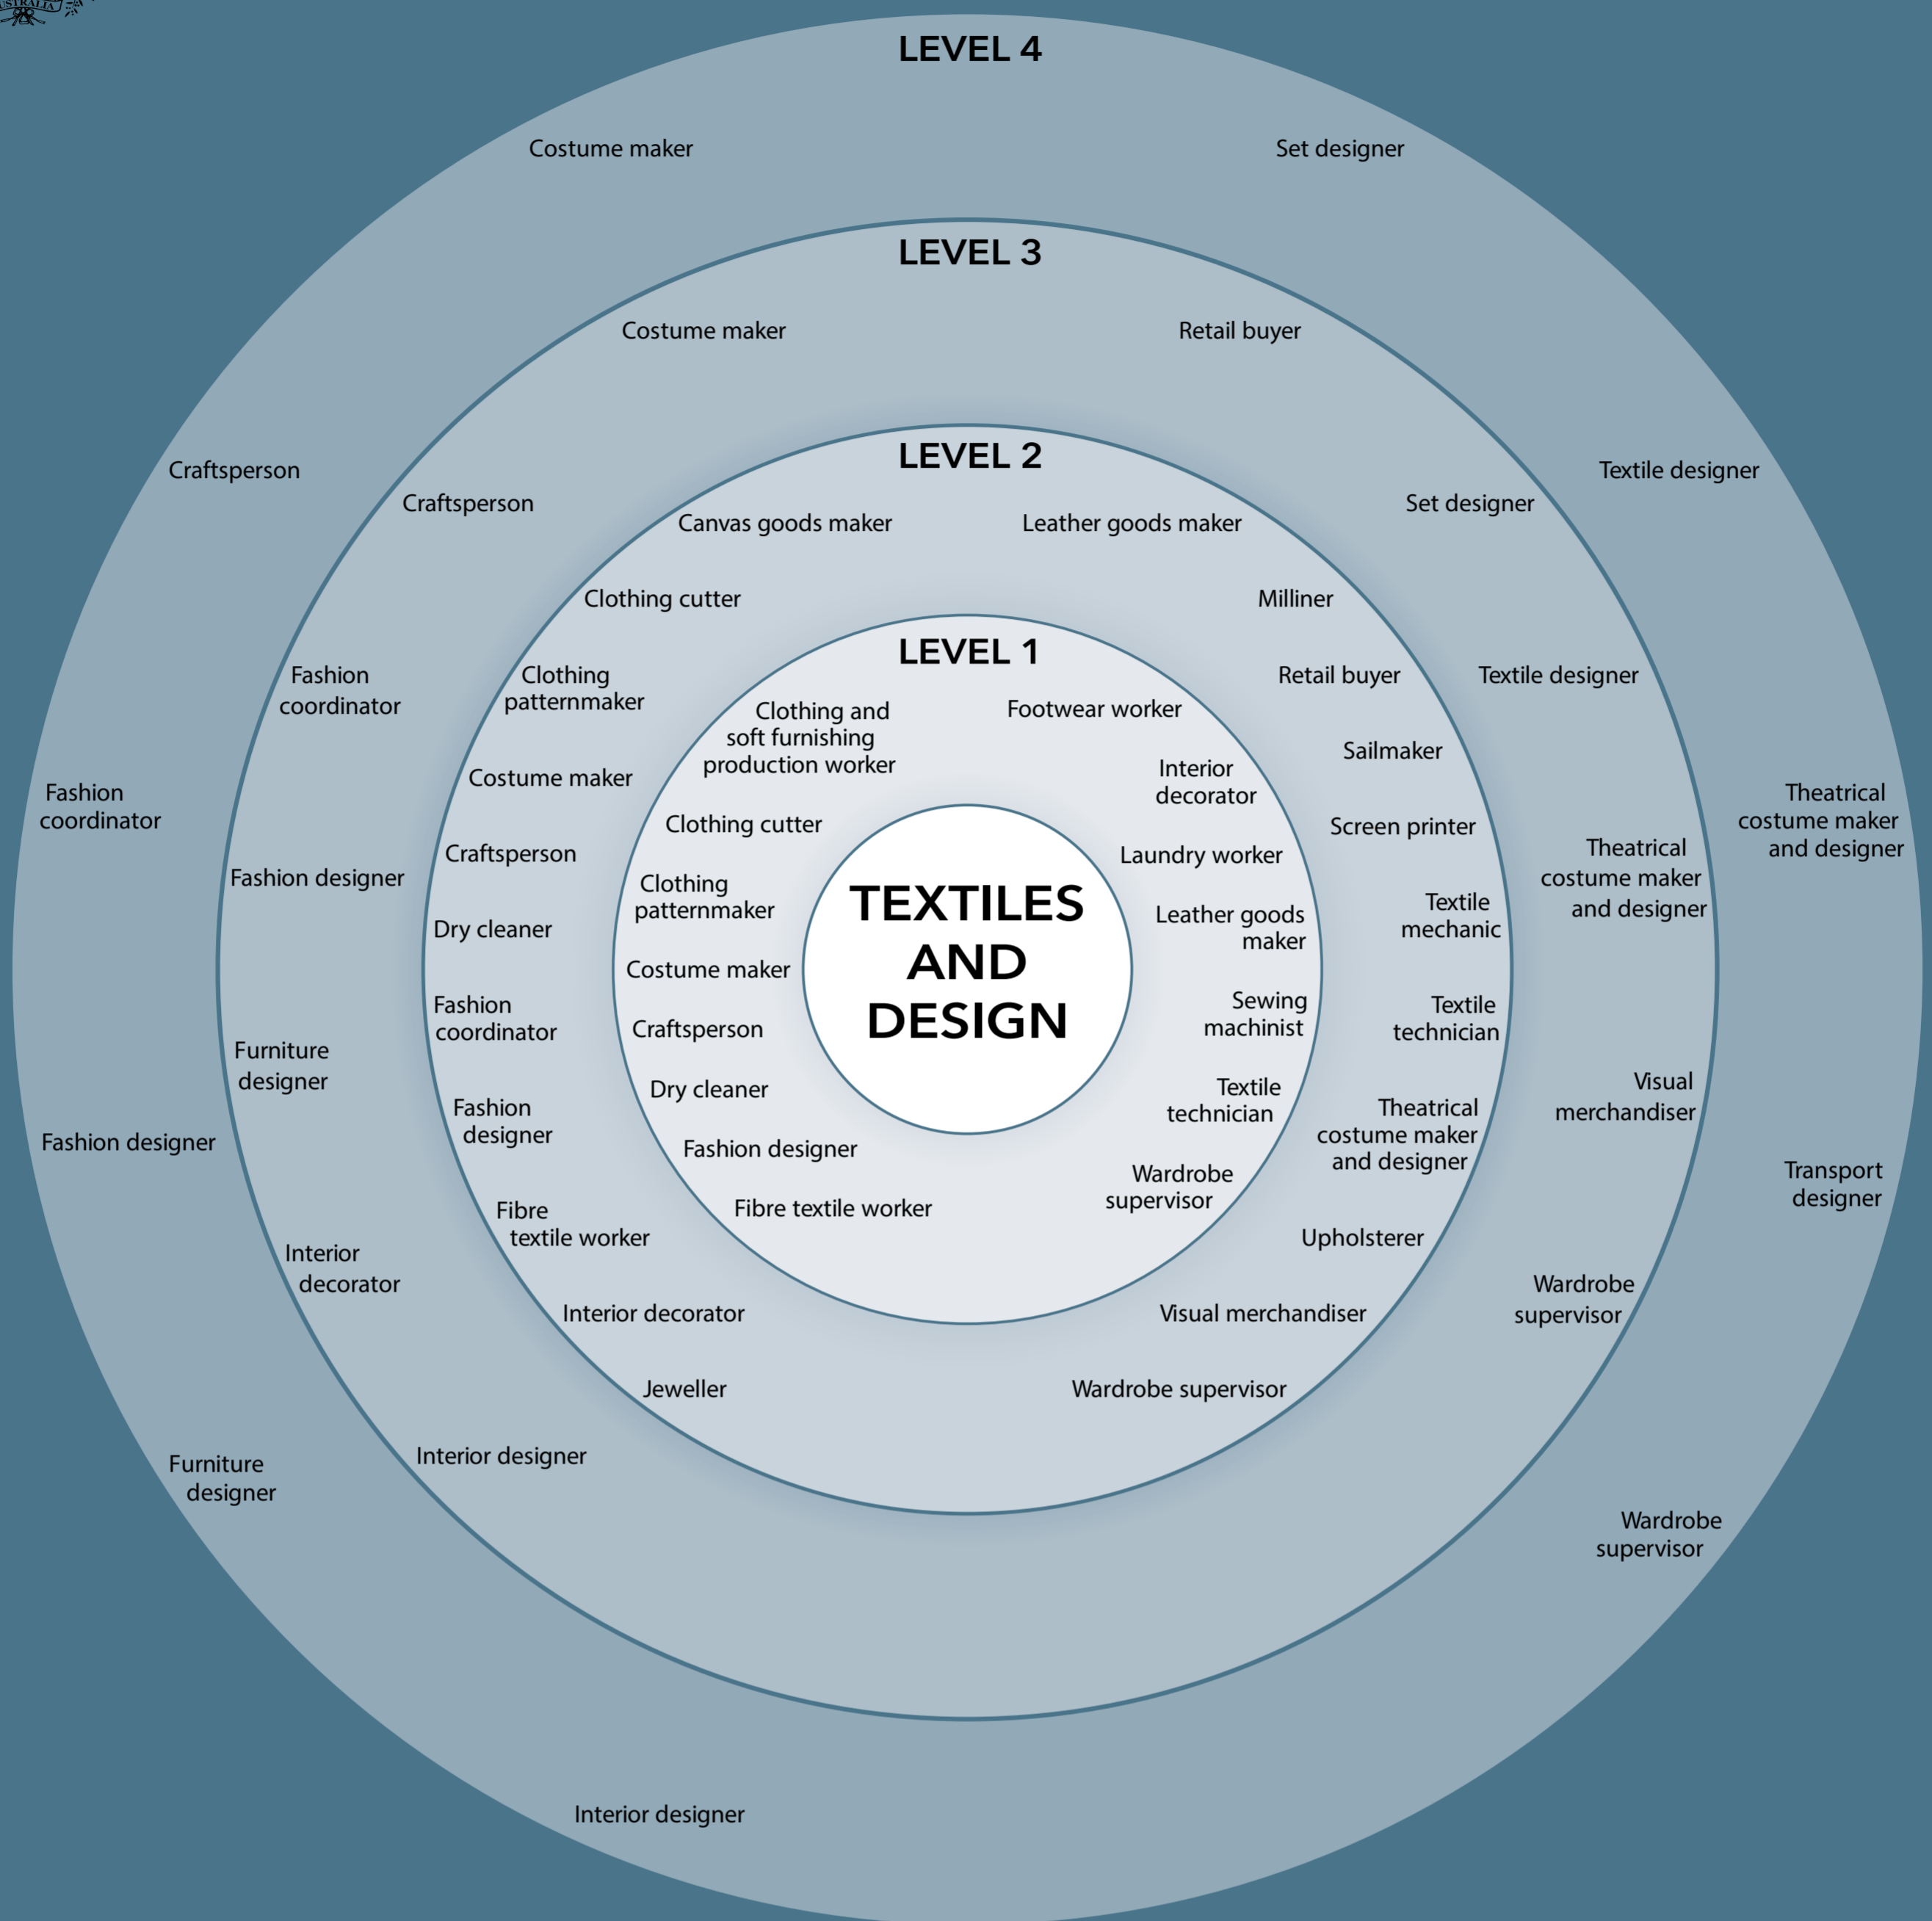 USTRALIA
LEVEL 4
Costume maker
Craftsperson
Fashion
coordinator
Fashion designer
Furniture
designer
Interior designer
Set designer
Textile designer
Theatrical
costume maker
and designer
Transport
designer
Wardrobe
supervisor
LEVEL 3
Costume maker
Craftsperson
Fashion
coordinator
Fashion designer
Furniture
designer
Interior
decorator
Interior designer
Retail buyer
Set designer
Textile designer
Theatrical
costume maker
and designer
Visual
merchandiser
Wardrobe
supervisor
LEVEL 2
Canvas goods maker
Clothing cutter
Clothing
patternmaker
Costume maker
Craftsperson
Dry cleaner
Fashion
coordinator
Fashion
designer
Fibre
textile worker
Interior decorator
Jeweller
Leather goods maker
Milliner
Retail buyer
Sailmaker
Screen printer
Textile
mechanic
Textile
technician
Theatrical
costume maker
and designer
Upholsterer
Visual merchandiser
Wardrobe supervisor
LEVEL 1
Clothing and
soft furnishing
production worker
Clothing cutter
Clothing
patternmaker
Costume maker
Craftsperson
Dry cleaner
Fashion designer
Fibre textile worker
Footwear worker
Interior
decorator
Laundry worker
Leather goods
maker
Sewing
machinist
Textile
technician
Wardrobe
supervisor
TEXTILES
AND
DESIGN